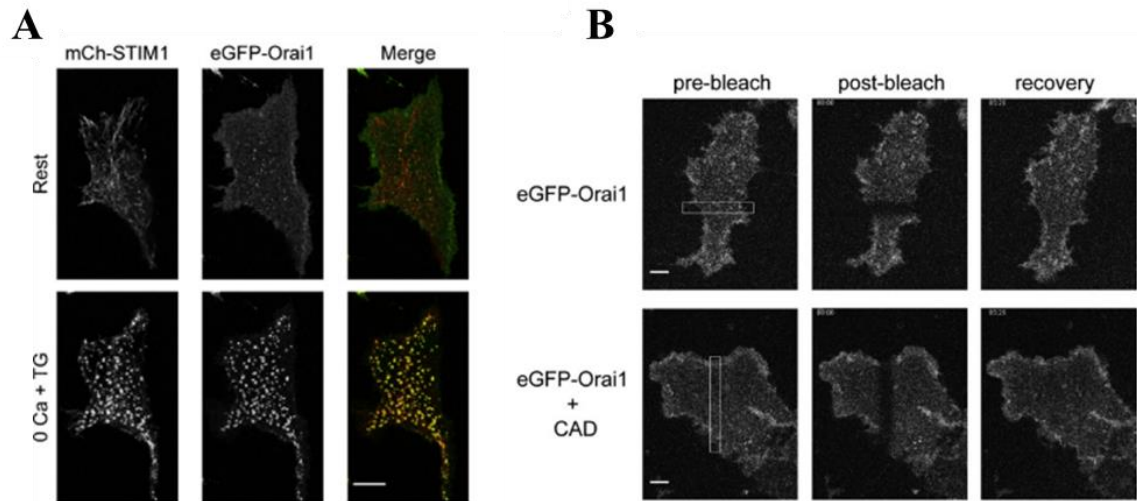 A
mCh-STIM1 eGFP-Orai1 Merge
Rest
0 Ca + TG
B
pre-bleach post-bleach recovery
eGFP-Orai1
eGFP-Orai1
+
CAD